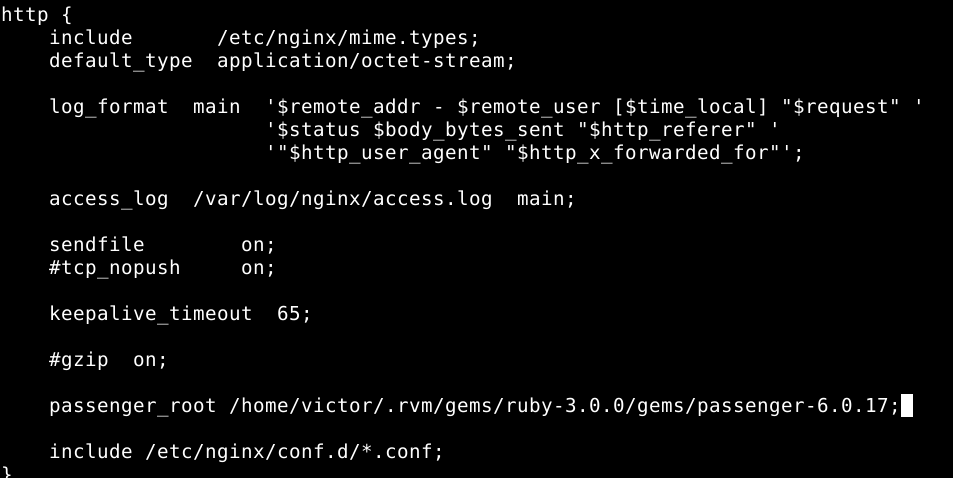 http {
    include       /etc/nginx/mime.types;
    default_type  application/octet-stream;

    log_format  main  '$remote_addr - $remote_user [$time_local] "$request" '
                      '$status $body_bytes_sent "$http_referer" '
                      '"$http_user_agent" "$http_x_forwarded_for"';

    access_log  /var/log/nginx/access.log  main;

    sendfile        on;
    #tcp_nopush     on;

    keepalive_timeout  65;

    #gzip  on;

    passenger_root /home/victor/.rvm/gems/ruby-3.0.0/gems/passenger-6.0.17;

    include /etc/nginx/conf.d/*.conf;
}